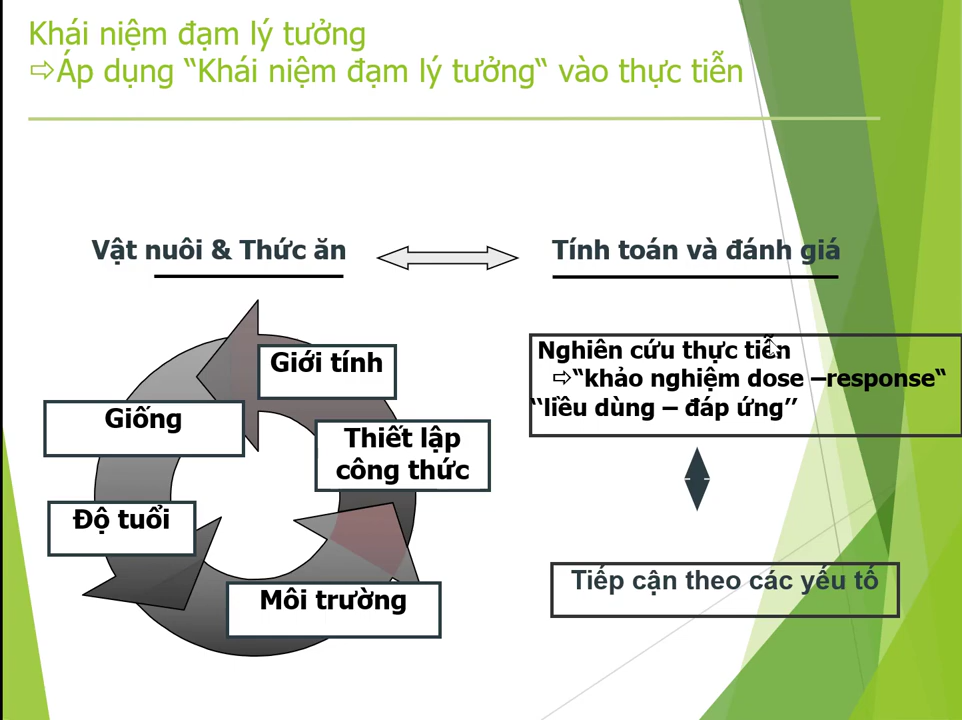 Khái niệm đạm lý tưởng
⇨Áp dụng “Khái niệm đạm lý tưởng“ vào thực tiễn
Vật nuôi & Thức ăn
Tính toán và đánh giá
Giới tính
Giống
Thiết lập
công thức
Độ tuổi
Môi trường
Nghiên cứu thực tiễn
⇨“khảo nghiệm dose –response“
“liều dùng – đáp ứng”
Tiếp cận theo các yếu tố